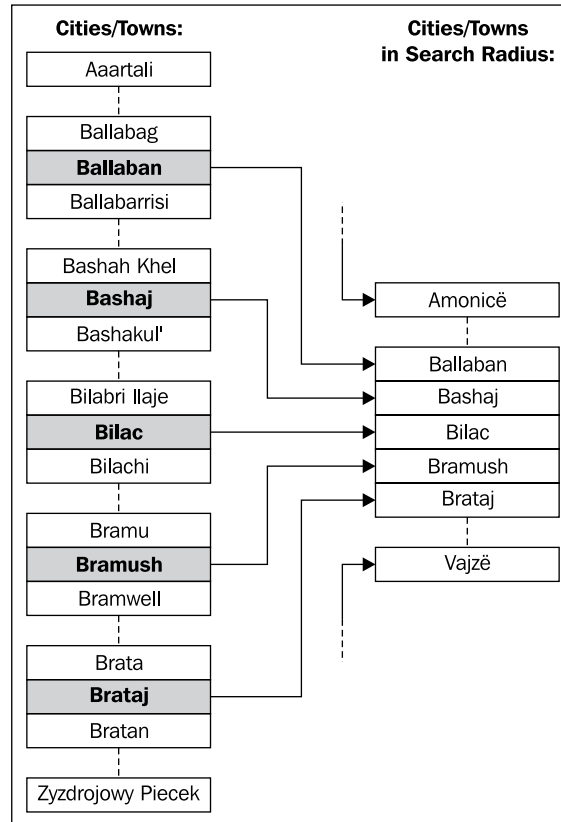 Cities/Towns:
Aaartali
Ballabag
Ballaban
Ballabarrisi
Bashah Khel
Bashaj
Bashakul'
Bilabri Ilaje
Bilac
Bilachi
Bramu
Bramush
Bramwell
Brata
Brataj
Bratan
Zyzdrojowy Piecek
Cities/Towns
in Search Radius:
Amonicë
Ballaban
Bashaj
Bilac
Bramush
Brataj
Vajzë